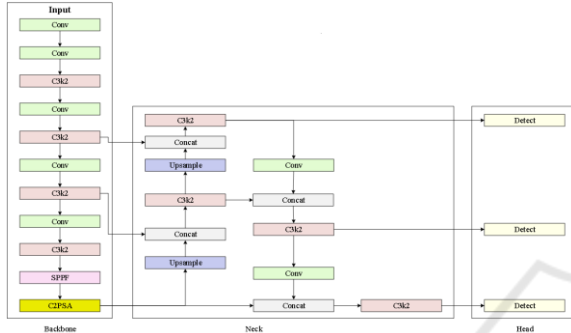 Input
Conv
Conv
C3k2
Conv
C3k2
Conv
C3k2
Conv
C3k2
SPPF
C2PSA
Backbone
C3k2
Concat
Upsample
C3k2
Concat
Upsample
Conv
Concat
C3k2
Conv
Concat
C3k2
Neck
Detect
Detect
Detect
Head